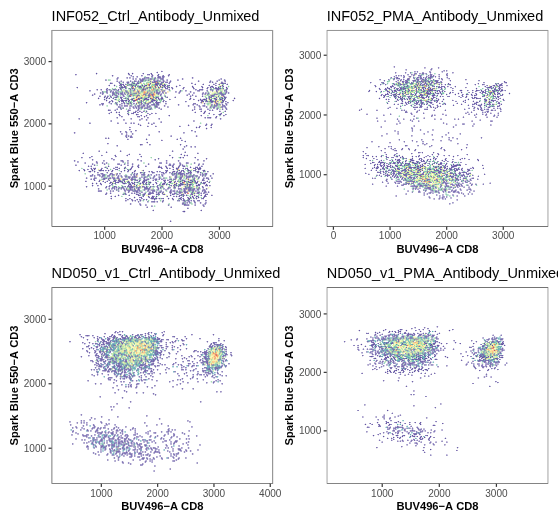 INF052_Ctrl_Antibody_Unmixed
INF052_PMA_Antibody_Unmixed
Spark Blue 550−A CD3
3000
2000
1000
1000
2000
3000
BUV496−A CD8
Spark Blue 550−A CD3
3000
2000
1000
0
1000
2000
3000
BUV496−A CD8
ND050_v1_Ctrl_Antibody_Unmixed
ND050_v1_PMA_Antibody_Unmixe
Spark Blue 550−A CD3
3000
2000
1000
1000
2000
3000
4000
BUV496−A CD8
Spark Blue 550−A CD3
3000
2000
1000
1000
2000
3000
BUV496−A CD8